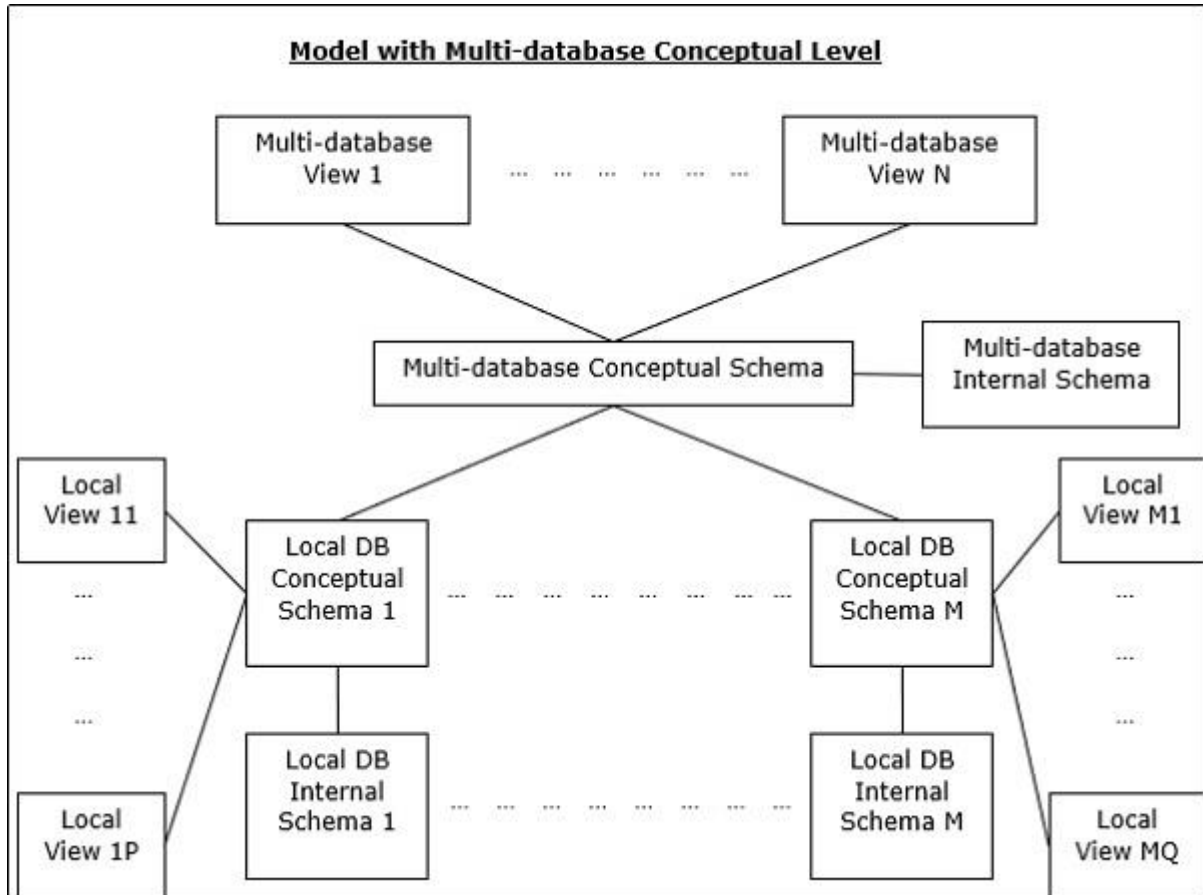 Model with Multi-database Conceptual Level
Multi-database
View 1
... ... ... ... ... ...
Multi-database
View N
Multi-database Conceptual Schema
Multi-database
Internal Schema
Local
View 11
...
...
...
Local
View 1P
Local DB
Conceptual
Schema 1
... ... ... ... ... ... ... ...
Local DB
Conceptual
Schema M
Local
View M1
...
...
...
Local
View MQ
Local DB
Internal
Schema 1
... ... ... ... ... ... ... ...
Local DB
Internal
Schema M